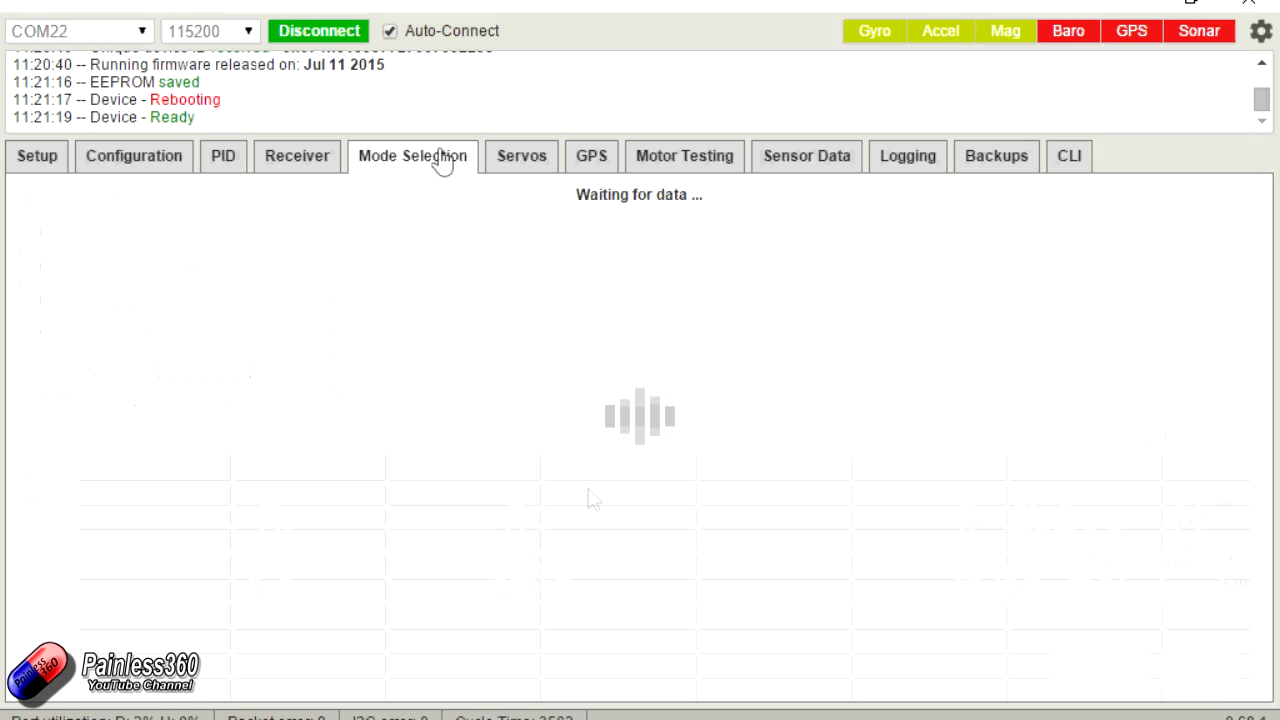 COM22 115200 Disconnect Auto-Connect Gyro Accel Mag Baro GPS Sonar
11:20:40 -- Running firmware released on: Jul 11 2015
11:21:16 -- EEPROM saved
11:21:17 -- Device - Rebooting
11:21:19 -- Device - Ready
Setup Configuration PID Receiver Mode Selection Servos GPS Motor Testing Sensor Data Logging Backups CLI
Waiting for data ...
Painless360
Painless360
YouTube Channel